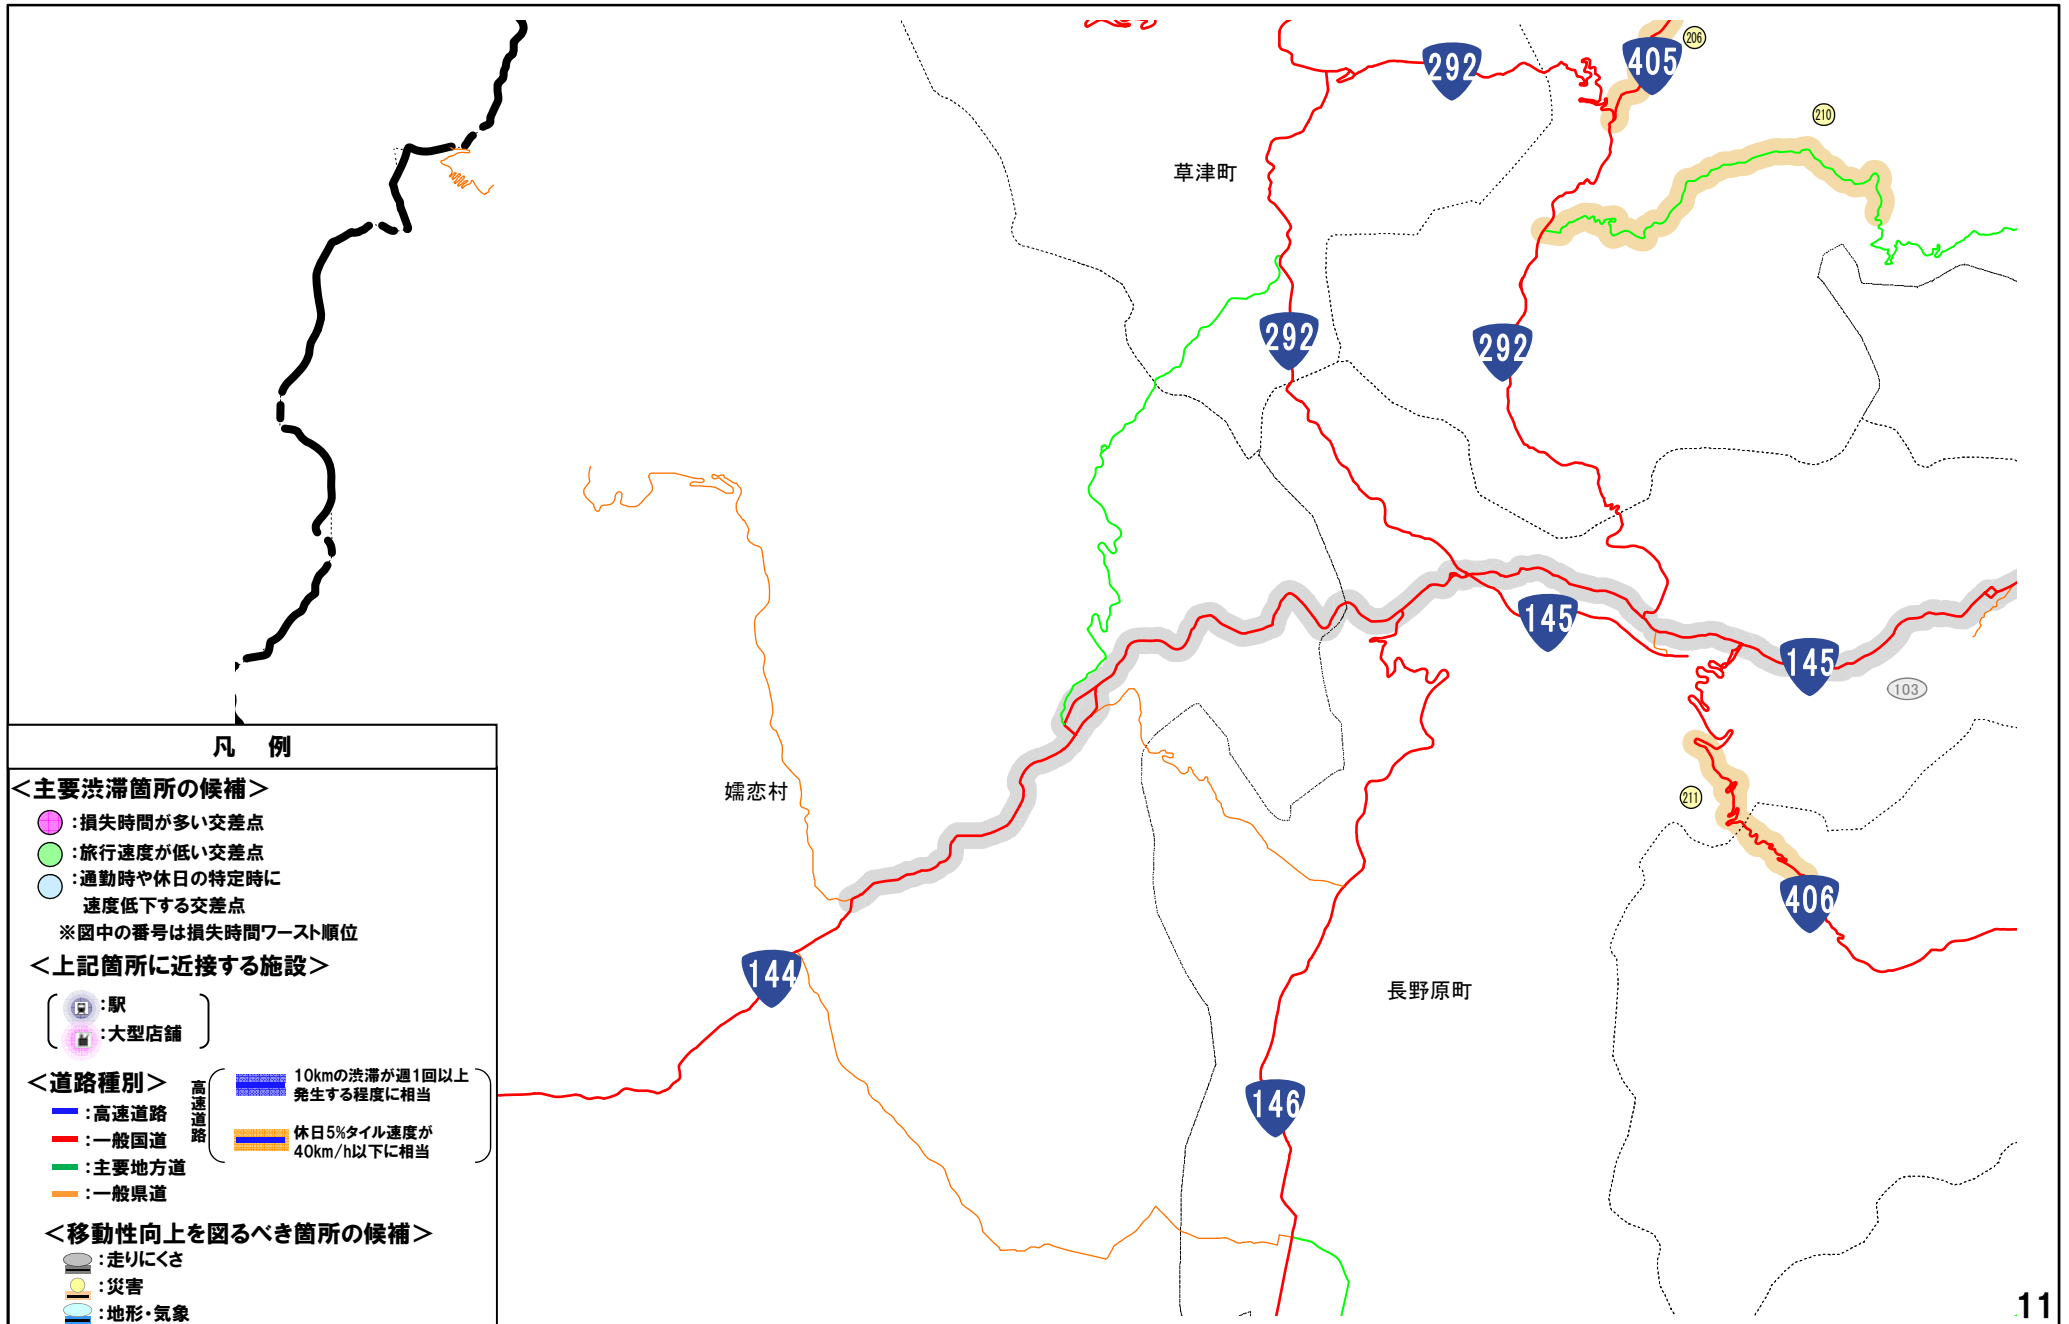 292
405
206
210
草津町
292
292
145
145
103
嬬恋村
211
406
144
長野原町
146
凡 例
＜主要渋滞箇所の候補＞
：損失時間が多い交差点
：旅行速度が低い交差点
：通勤時や休日の特定時に
速度低下する交差点
※図中の番号は損失時間ワースト順位
＜上記箇所に近接する施設＞
：駅
：大型店舗
＜道路種別＞
：高速道路
：一般国道
：主要地方道
：一般県道
高速道路
10kmの渋滞が週1回以上
発生する程度に相当
休日5%タイル速度が
40km/h以下に相当
＜移動性向上を図るべき箇所の候補＞
：走りにくさ
：災害
：地形・気象
11